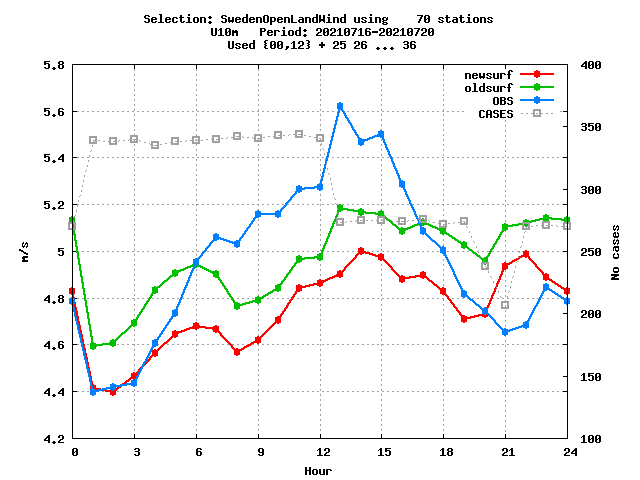 Selection: SwedenOpenLandWind using    70 stations
U10m   Period: 20210716-20210720
Used {00,12} + 25 26 ... 36
newsurf
oldsurf
OBS
CASES
5.8
5.6
5.4
5.2
5
4.8
4.6
4.4
4.2
m/s
400
350
300
250
200
150
100
No cases
0 3 6 9 12 15 18 21 24
Hour